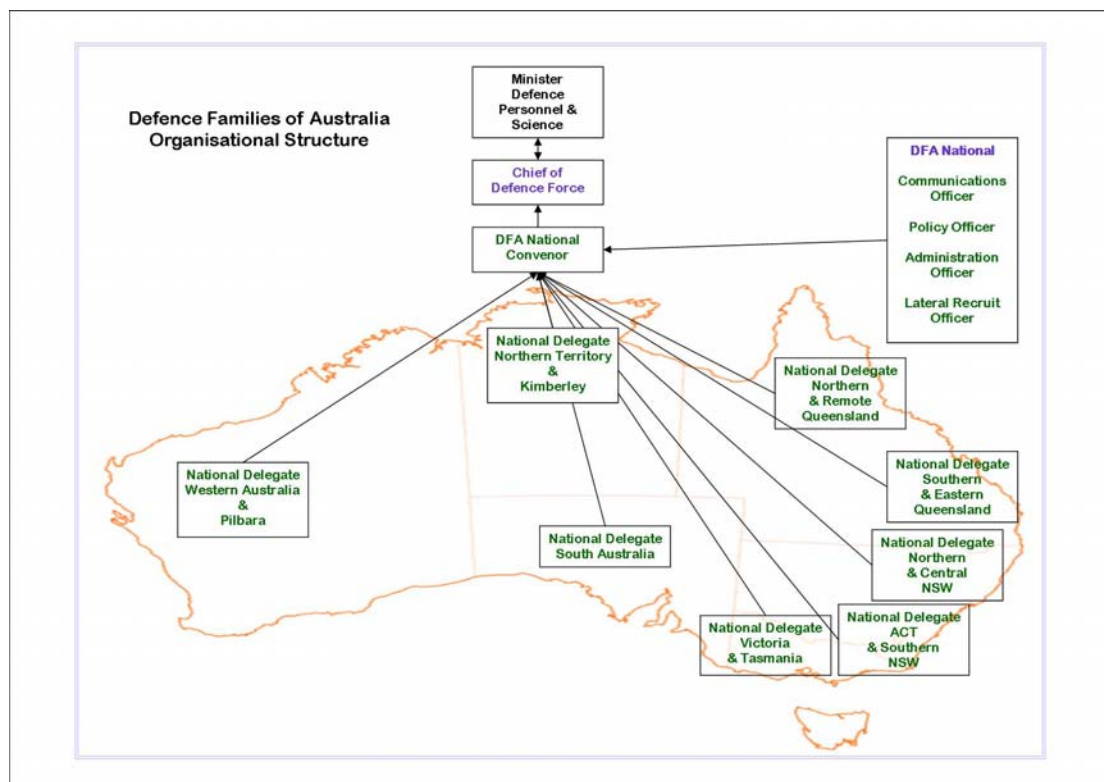 Defence Families of Australia
Organisational Structure
Minister
Defence
Personnel &
Science
Chief of
Defence Force
DFA National
Convenor
DFA National
Communications
Officer
Policy Officer
Administration
Officer
Lateral Recruit
Officer
National Delegate
Northern Territory
&
Kimberley
National Delegate
Northern
& Remote
Queensland
National Delegate
Western Australia
&
Pilbara
National Delegate
Southern
& Eastern
Queensland
National Delegate
South Australia
National Delegate
Northern
& Central
NSW
National Delegate
Victoria
& Tasmania
National Delegate
ACT
& Southern
NSW